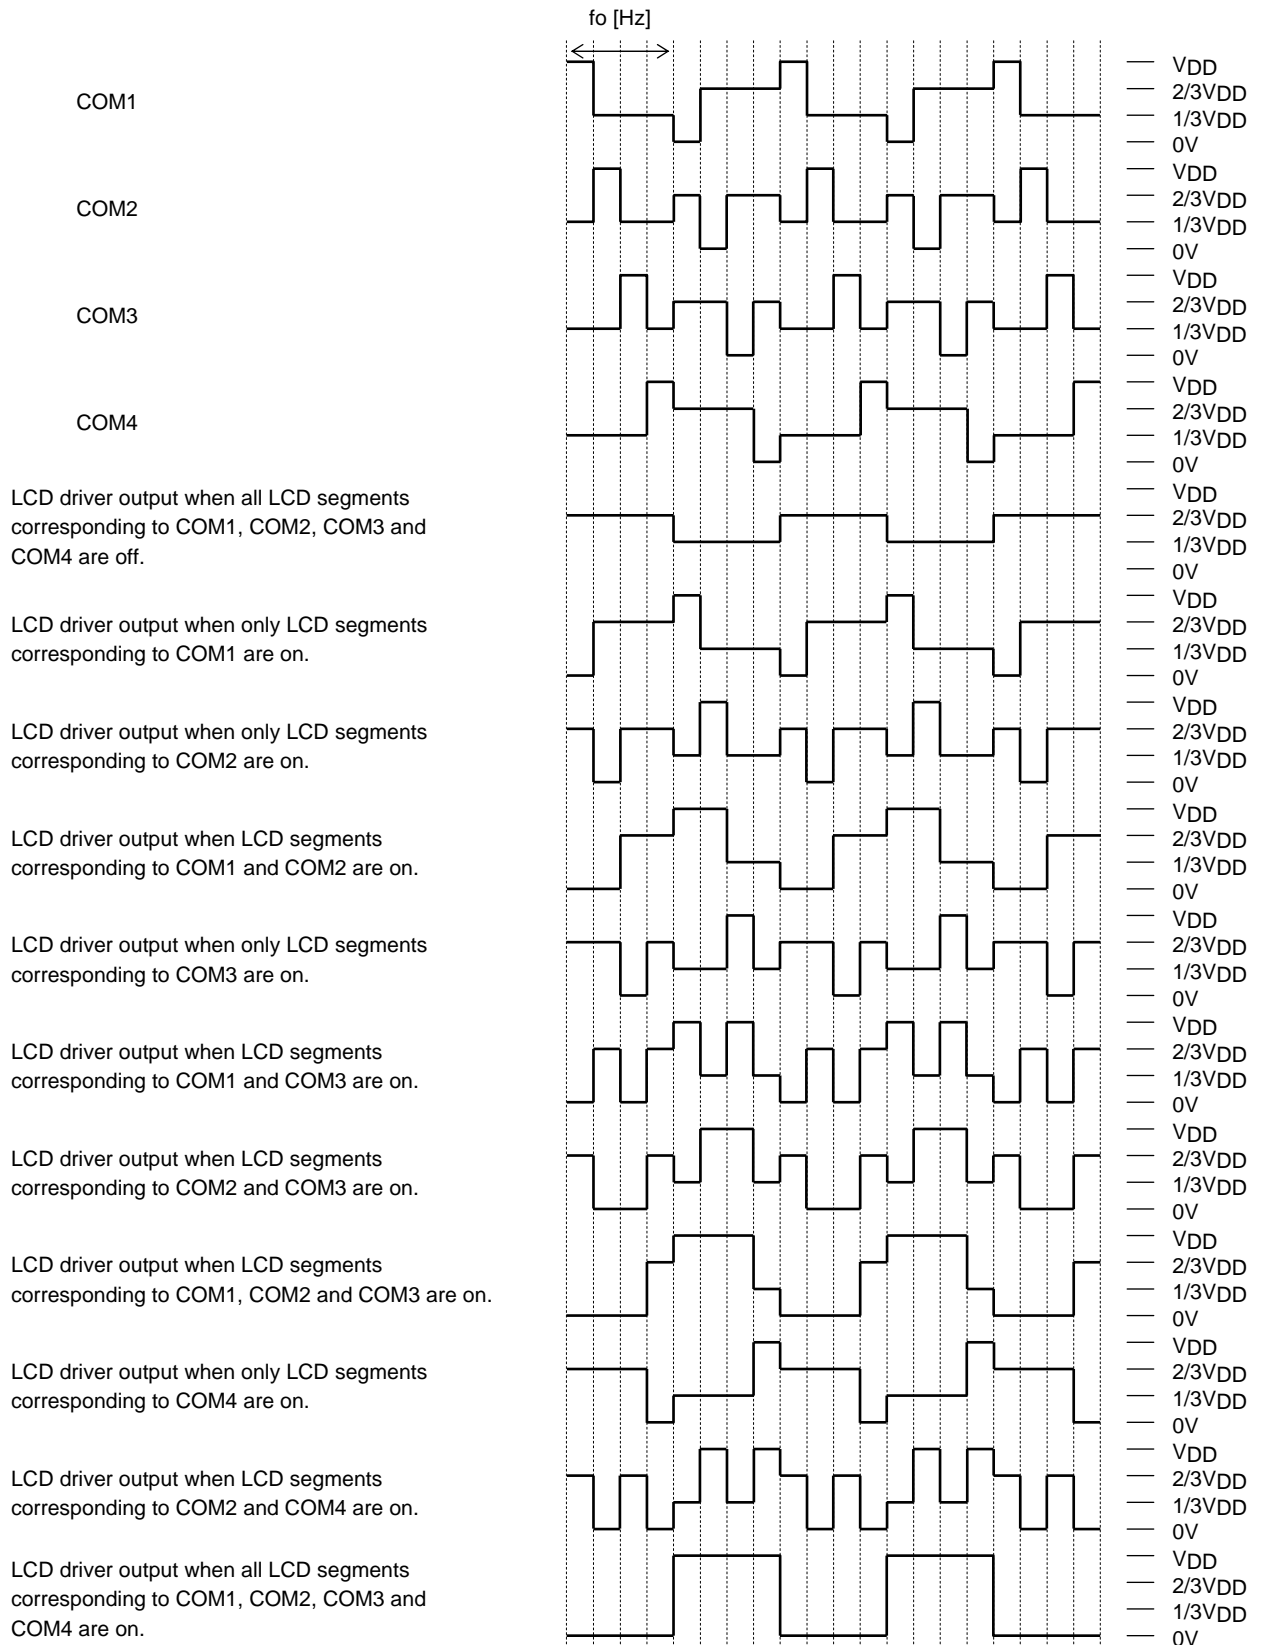 fo [Hz]
COM1
VDD
2/3VDD
1/3VDD
0V
COM2
VDD
2/3VDD
1/3VDD
0V
COM3
VDD
2/3VDD
1/3VDD
0V
COM4
VDD
2/3VDD
1/3VDD
0V
LCD driver output when all LCD segments
corresponding to COM1, COM2, COM3 and
COM4 are off.
VDD
2/3VDD
1/3VDD
0V
LCD driver output when only LCD segments
corresponding to COM1 are on.
VDD
2/3VDD
1/3VDD
0V
LCD driver output when only LCD segments
corresponding to COM2 are on.
VDD
2/3VDD
1/3VDD
0V
LCD driver output when LCD segments
corresponding to COM1 and COM2 are on.
VDD
2/3VDD
1/3VDD
0V
LCD driver output when only LCD segments
corresponding to COM3 are on.
VDD
2/3VDD
1/3VDD
0V
LCD driver output when LCD segments
corresponding to COM1 and COM3 are on.
VDD
2/3VDD
1/3VDD
0V
LCD driver output when LCD segments
corresponding to COM2 and COM3 are on.
VDD
2/3VDD
1/3VDD
0V
LCD driver output when LCD segments
corresponding to COM1, COM2 and COM3 are on.
VDD
2/3VDD
1/3VDD
0V
LCD driver output when only LCD segments
corresponding to COM4 are on.
VDD
2/3VDD
1/3VDD
0V
LCD driver output when LCD segments
corresponding to COM2 and COM4 are on.
VDD
2/3VDD
1/3VDD
0V
LCD driver output when all LCD segments
corresponding to COM1, COM2, COM3 and
COM4 are on.
VDD
2/3VDD
1/3VDD
0V